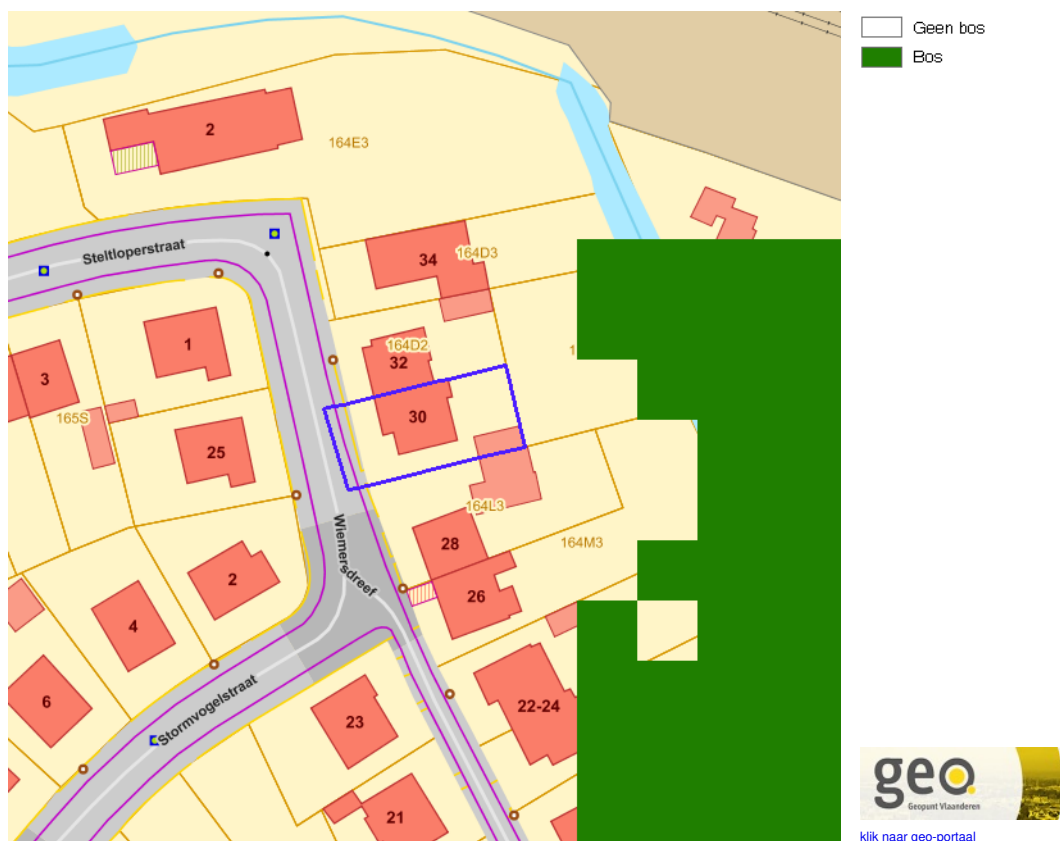 Geen bos
Bos
2
164E3
Steltloperstraat
34
164D3
1
164D2
32
1
3
165S
30
25
164L3
Wiemersdreef
28
164M3
2
26
4
6
Stormvogelstraat
23
22-24
21
geo
Geopunt Vlaanderen
klik naar geo-portaal